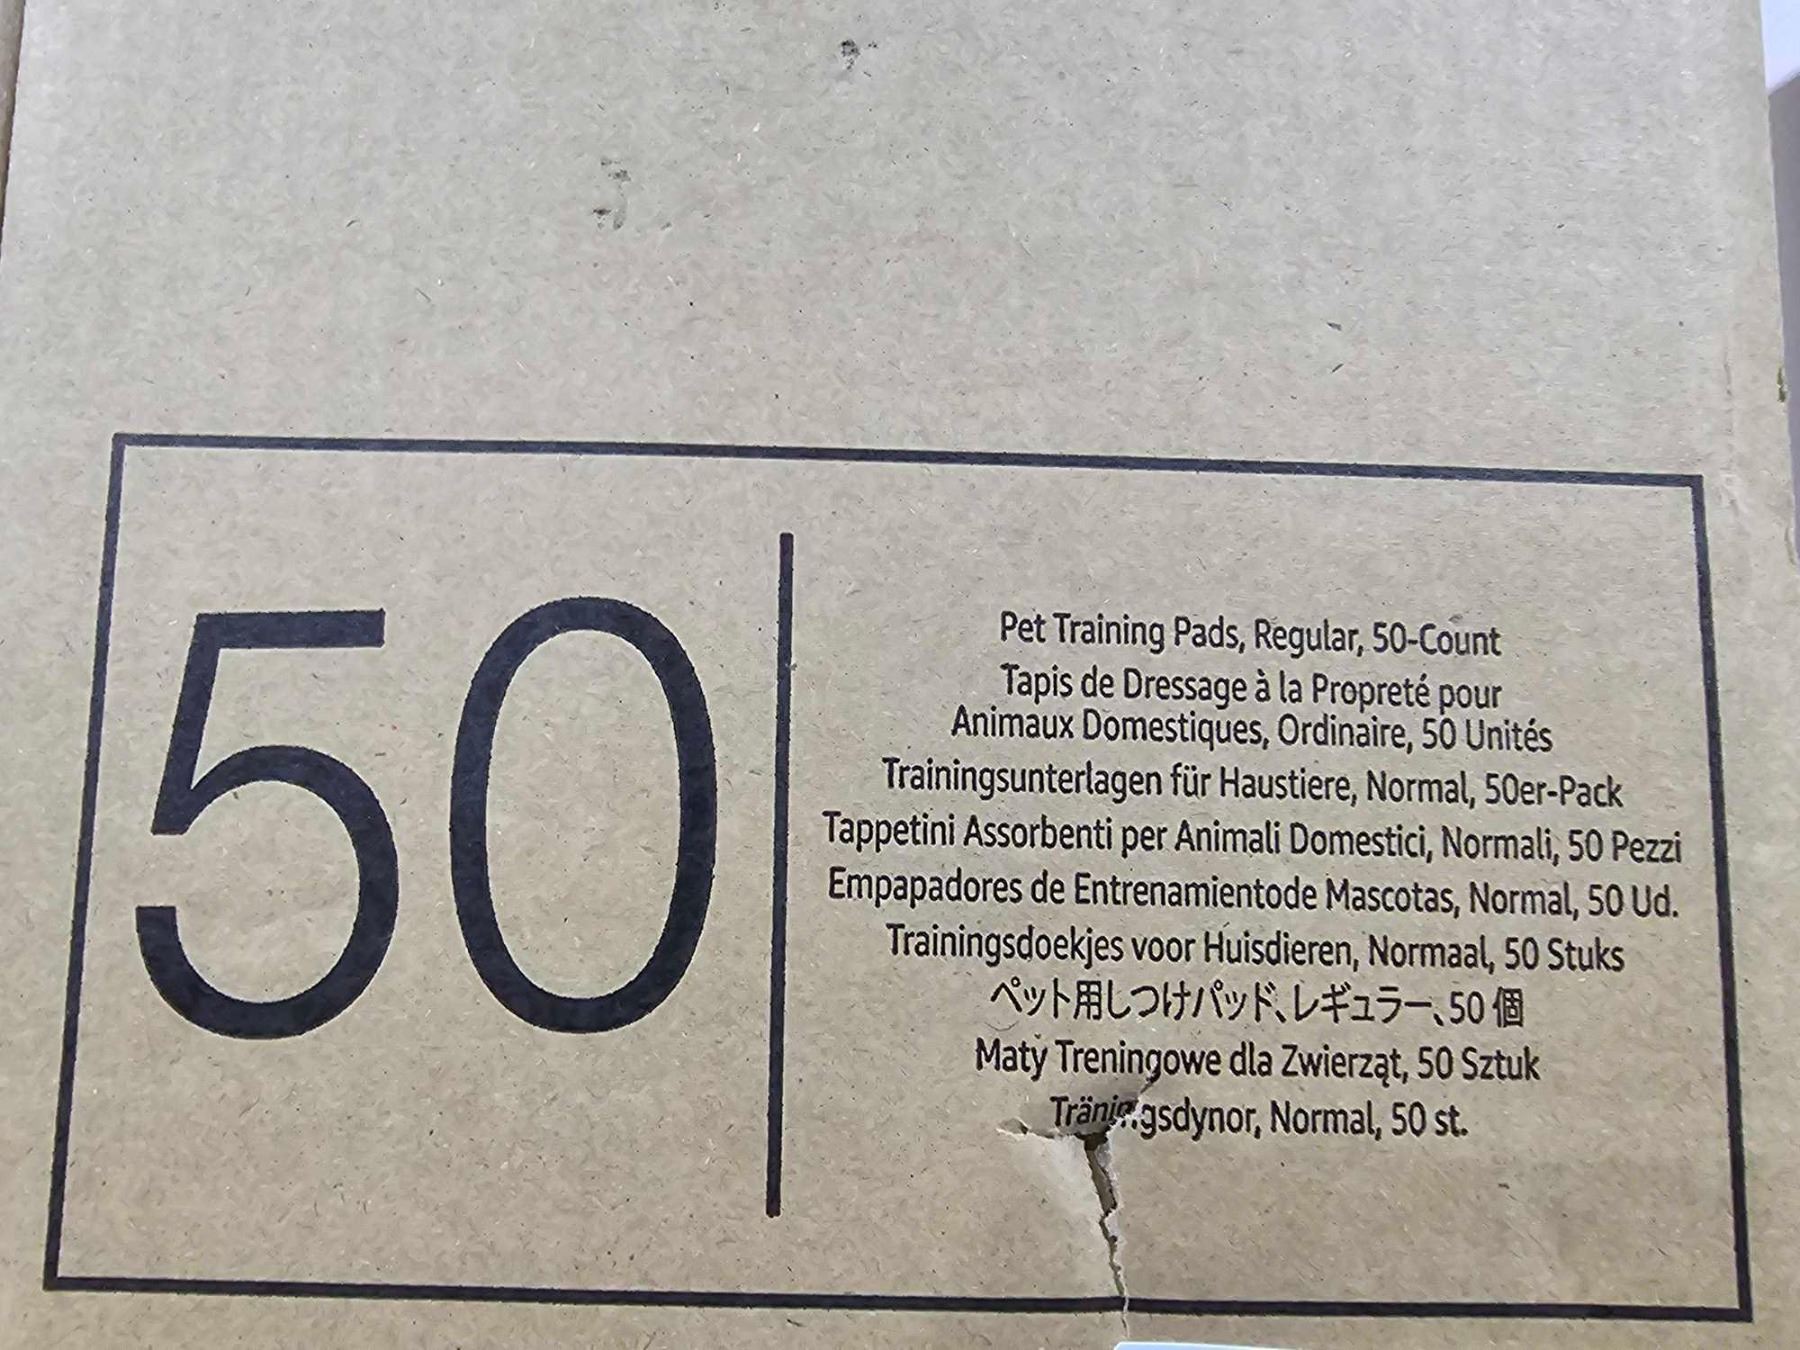 50
Pet Training Pads, Regular, 50-Count
Tapis de Dressage à la Propreté pour
Animaux Domestiques, Ordinaire, 50 Unités
Trainingsunterlagen für Haustiere, Normal, 50er-Pack
Tappetini Assorbenti per Animali Domestici, Normali, 50 Pezzi
Empapadores de Entrenamientode Mascotas, Normal, 50 Ud.
Trainingsdoekjes voor Huisdieren, Normaal, 50 Stuks
ペット用しつけパッド、レギュラー、50 個
Maty Treningowe dla Zwierząt, 50 Sztuk
Träningsdynor, Normal, 50 st.